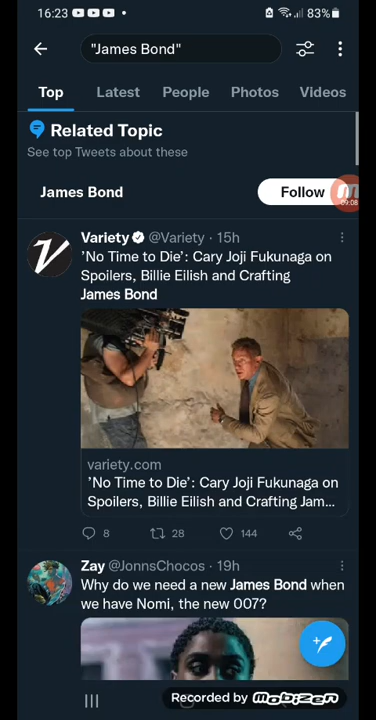 16:23
83%
"James Bond"
Top Latest People Photos Videos
Related Topic
See top Tweets about these
James Bond
Follow
09:08
Variety @Variety · 15h
'No Time to Die': Cary Joji Fukunaga on
Spoilers, Billie Eilish and Crafting
James Bond
variety.com
'No Time to Die': Cary Joji Fukunaga on
Spoilers, Billie Eilish and Crafting Jam...
8 28 144
Zay @JonnsChocos · 19h
Why do we need a new James Bond when
we have Nomi, the new 007?
Recorded by mobizen